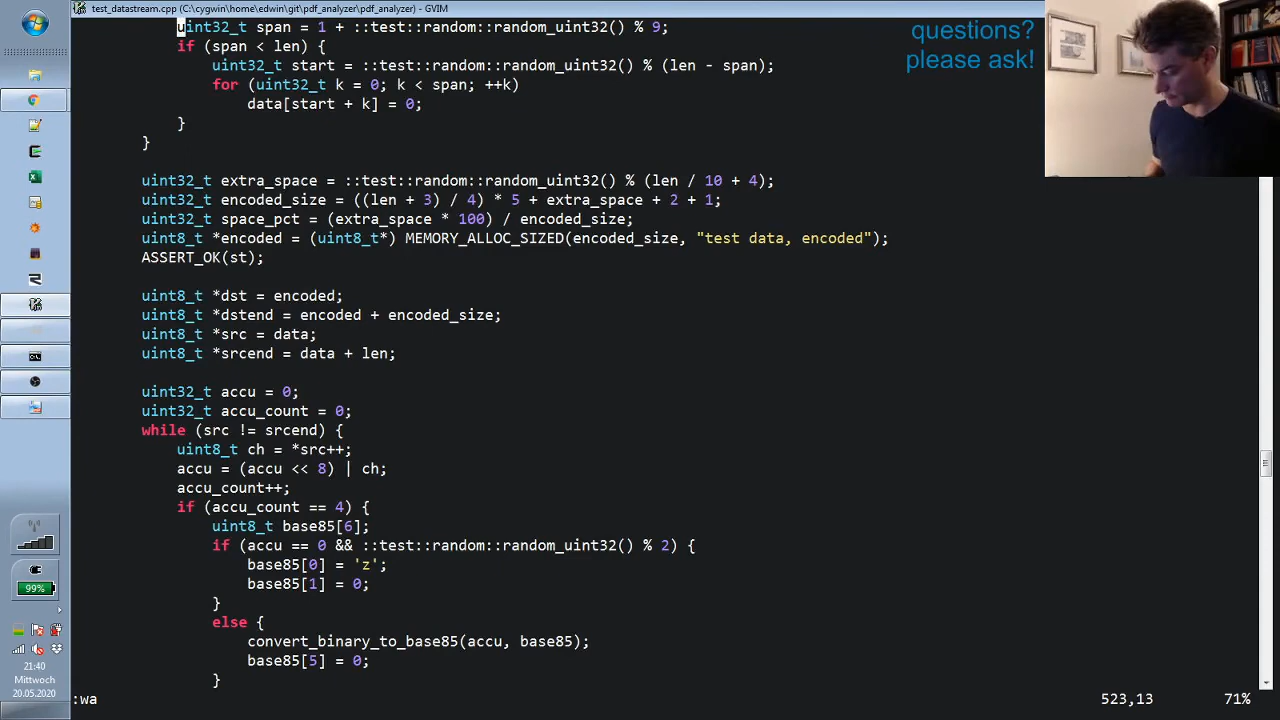 test_datastream.cpp (C:\cygwin\home\edwin\git\pdf_analyzer\pdf_analyzer) - GVIM
uint32_t span = 1 + ::test::random::random_uint32() % 9;
if (span < len) {
uint32_t start = ::test::random::random_uint32() % (len - span);
for (uint32_t k = 0; k < span; ++k)
data[start + k] = 0;
}
}
uint32_t extra_space = ::test::random::random_uint32() % (len / 10 + 4);
uint32_t encoded_size = ((len + 3) / 4) * 5 + extra_space + 2 + 1;
uint32_t space_pct = (extra_space * 100) / encoded_size;
uint8_t *encoded = (uint8_t*) MEMORY_ALLOC_SIZED(encoded_size, "test data, encoded");
ASSERT_OK(st);
uint8_t *dst = encoded;
uint8_t *dstend = encoded + encoded_size;
uint8_t *src = data;
uint8_t *srcend = data + len;
uint32_t accu = 0;
uint32_t accu_count = 0;
while (src != srcend) {
uint8_t ch = *src++;
accu = (accu << 8) | ch;
accu_count++;
if (accu_count == 4) {
uint8_t base85[6];
if (accu == 0 && ::test::random::random_uint32() % 2) {
base85[0] = 'z';
base85[1] = 0;
}
else {
convert_binary_to_base85(accu, base85);
base85[5] = 0;
}
:wa
523,13
71%
questions?
please ask!
99%
21:40
Mittwoch
20.05.2020